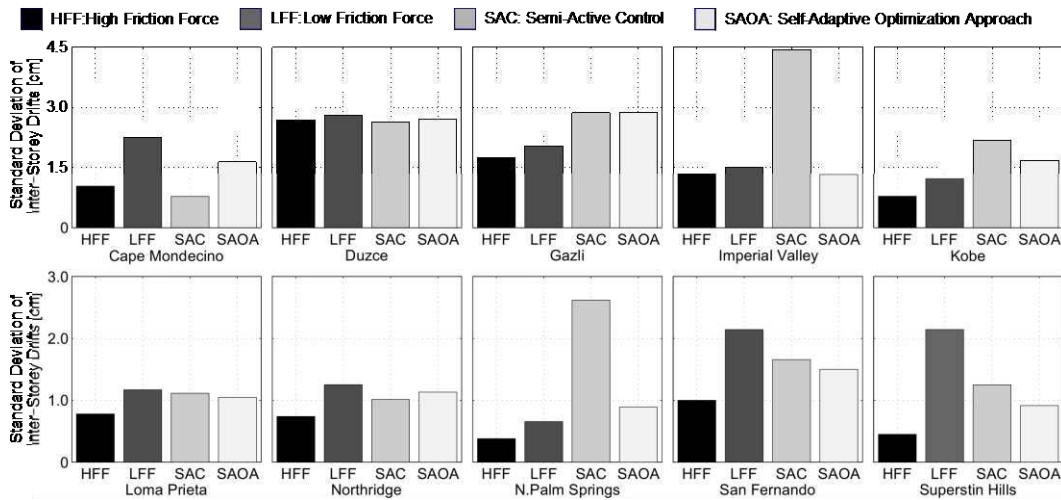 HFF:High Friction Force LFF:Low Friction Force SAC: Semi-Active Control SAOA: Self-Adaptive Optimization Approach
Standard Deviation of
Inter-Storey Drifts [cm]
4.5
3.0
1.5
0
HFF LFF SAC SAOA HFF LFF SAC SAOA HFF LFF SAC SAOA HFF LFF SAC SAOA HFF LFF SAC SAOA
Cape Mondecino Duzce Gazli Imperial Valley Kobe
Standard Deviation of
Inter-Storey Drifts [cm]
3.0
2.0
1.0
0
HFF LFF SAC SAOA HFF LFF SAC SAOA HFF LFF SAC SAOA HFF LFF SAC SAOA HFF LFF SAC SAOA
Loma Prieta Northridge N.Palm Springs San Fernando Superstin Hills